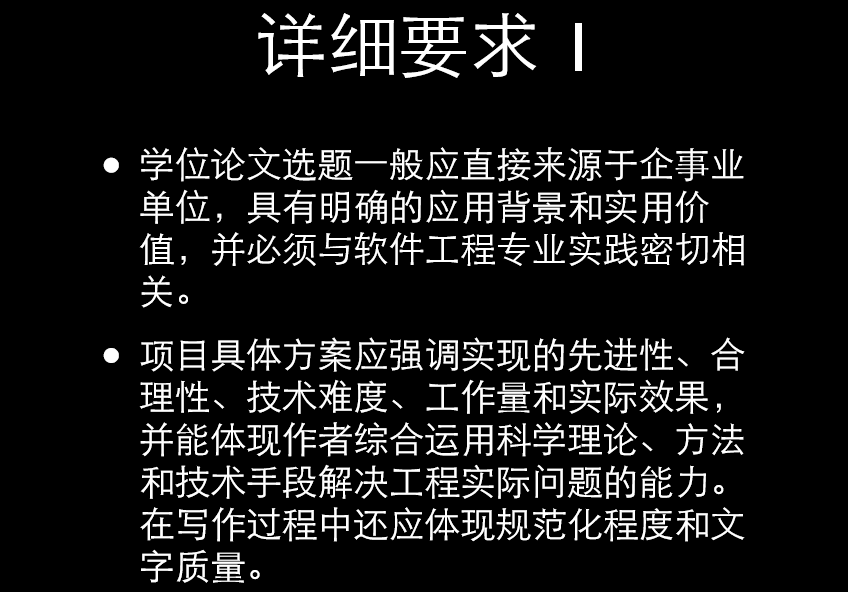 详细要求 I
● 学位论文选题一般应直接来源于企事业
单位，具有明确的应用背景和实用价
值，并必须与软件工程专业实践密切相
关。
● 项目具体方案应强调实现的先进性、合
理性、技术难度、工作量和实际效果，
并能体现作者综合运用科学理论、方法
和技术手段解决工程实际问题的能力。
在写作过程中还应体现规范化程度和文
字质量。